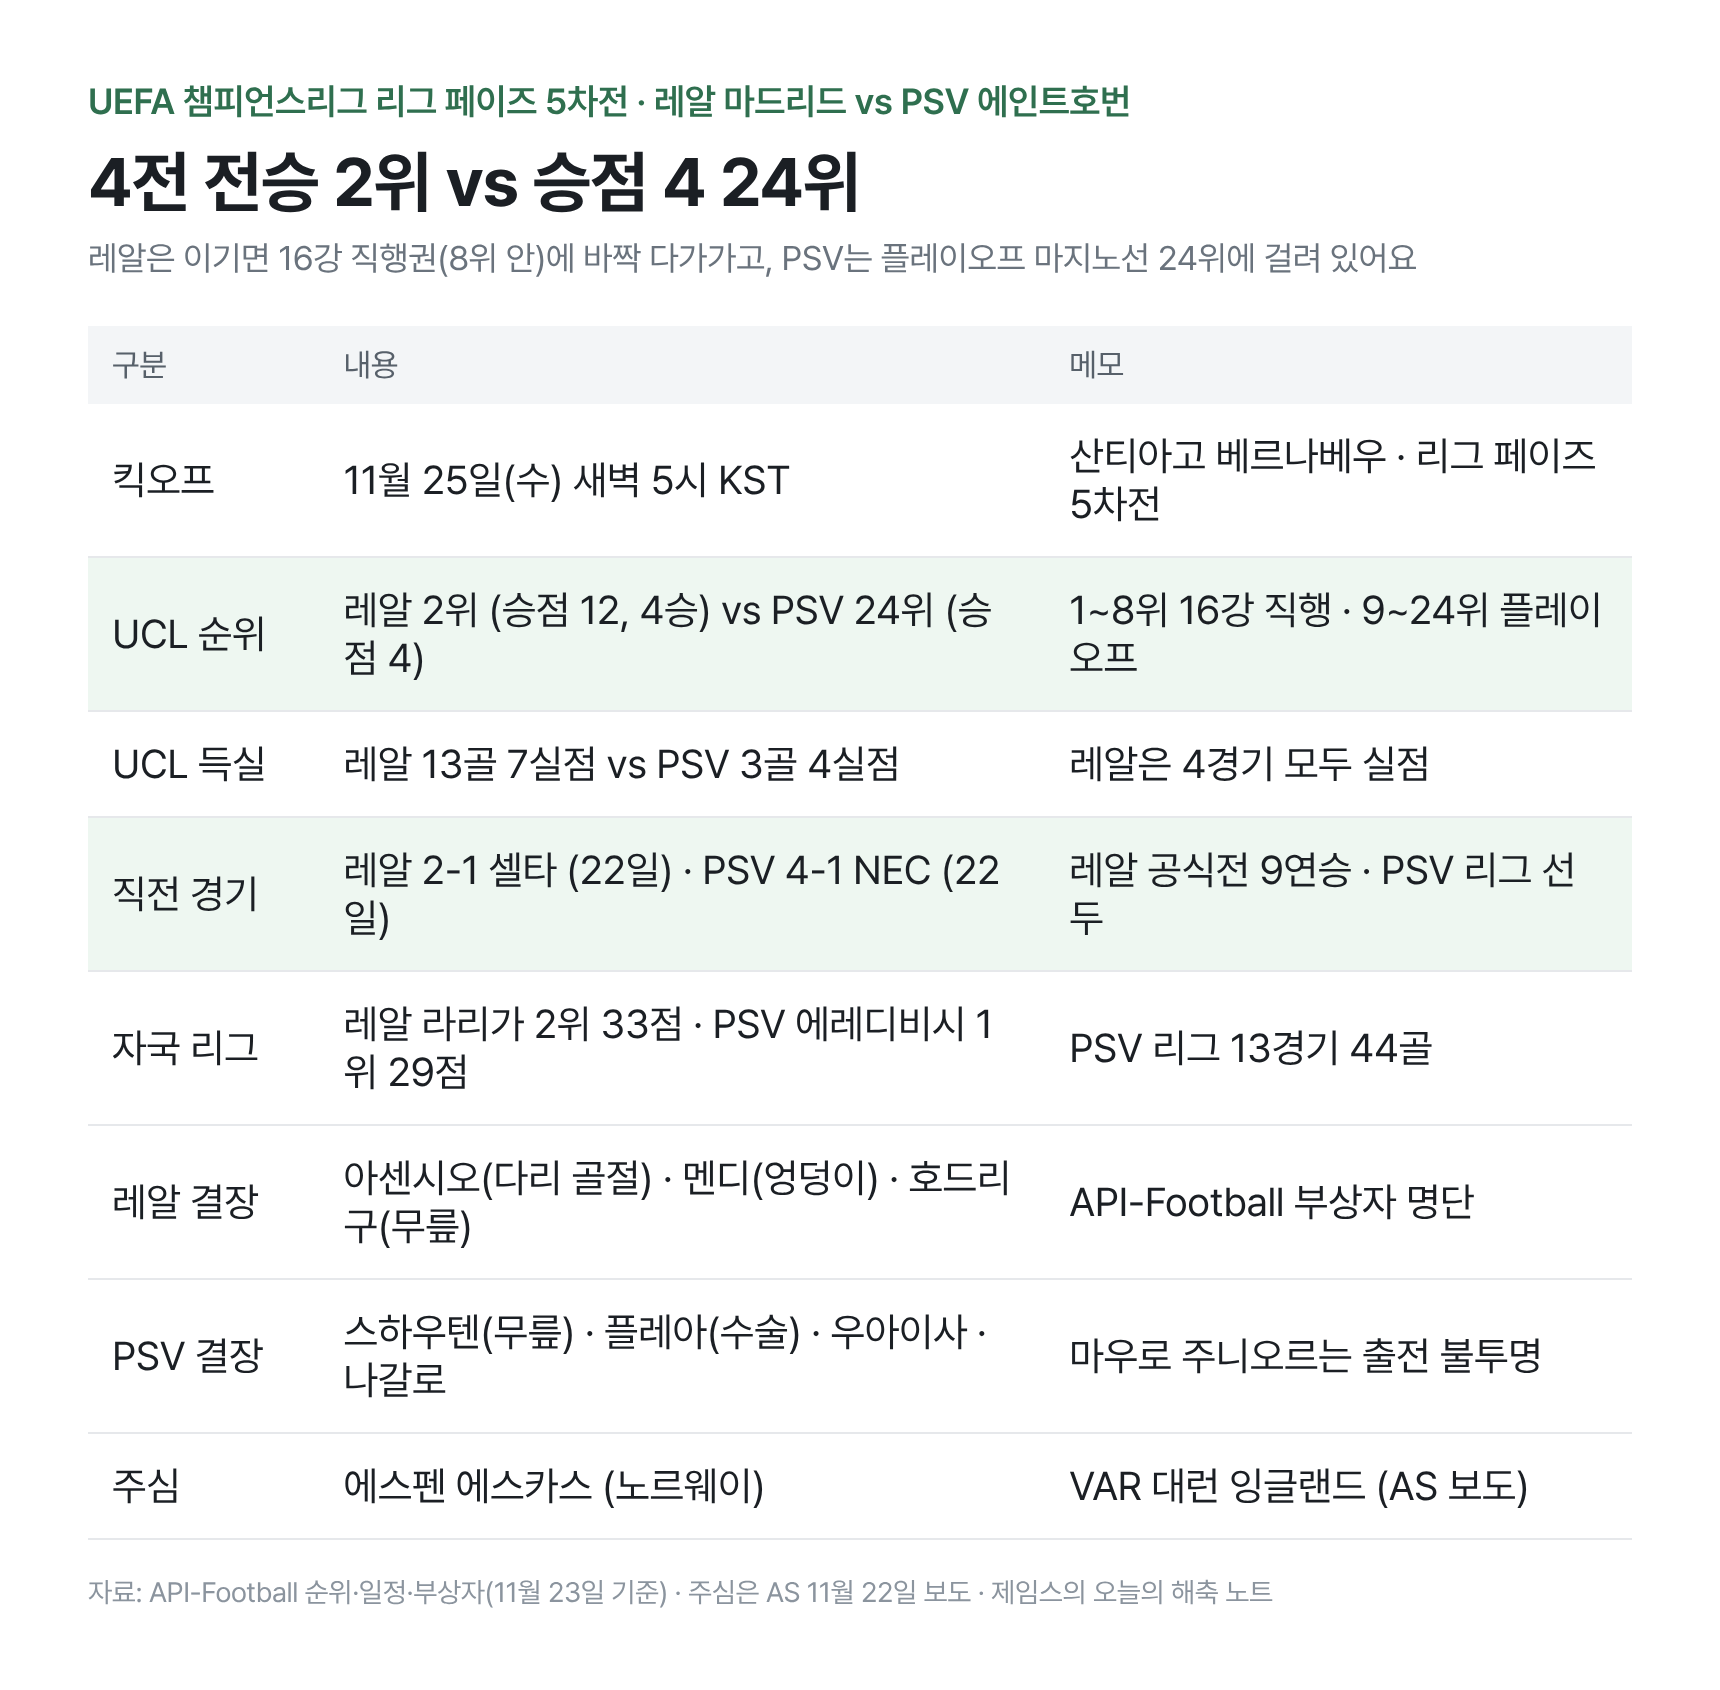 UEFA 챔피언스리그 리그 페이즈 5차전 · 레알 마드리드 vs PSV 에인트호번
4전 전승 2위 vs 승점 4 24위
레알은 이기면 16강 직행권(8위 안)에 바짝 다가가고, PSV는 플레이오프 마지노선 24위에 걸려 있어요
구분 내용 메모
킥오프 11월 25일(수) 새벽 5시 KST 산티아고 베르나베우 · 리그 페이즈
5차전
UCL 순위 레알 2위 (승점 12, 4승) vs PSV 24위 (승
점 4)
1~8위 16강 직행 · 9~24위 플레이
오프
UCL 득실 레알 13골 7실점 vs PSV 3골 4실점 레알은 4경기 모두 실점
직전 경기 레알 2-1 셀타 (22일) · PSV 4-1 NEC (22
일)
레알 공식전 9연승 · PSV 리그 선
두
자국 리그 레알 라리가 2위 33점 · PSV 에레디비시 1
위 29점
PSV 리그 13경기 44골
레알 결장 아센시오(다리 골절) · 멘디(엉덩이) · 호드리
구(무릎)
API-Football 부상자 명단
PSV 결장 스하우텐(무릎) · 플레아(수술) · 우아이사 ·
나갈로
마우로 주니오르는 출전 불투명
주심 에스펜 에스카스 (노르웨이) VAR 대런 잉글랜드 (AS 보도)
자료: API-Football 순위·일정·부상자(11월 23일 기준) · 주심은 AS 11월 22일 보도 · 제임스의 오늘의 해축 노트